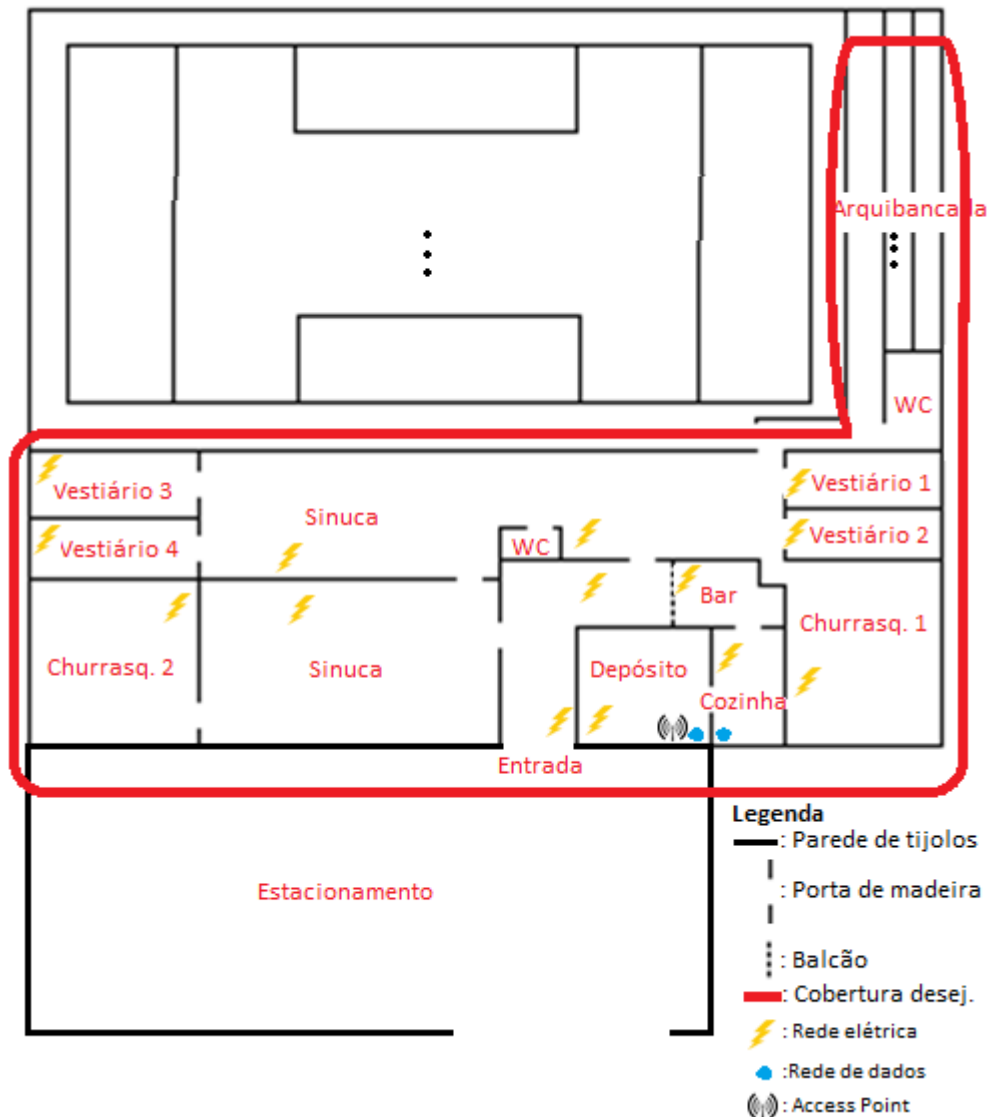 Arquibancada
WC
Vestiário 3
Vestiário 1
Sinuca
Vestiário 4
WC
Vestiário 2
Bar
Churrasq. 1
Churrasq. 2
Sinuca
Depósito
Cozinha
Entrada
Legenda
: Parede de tijolos
: Porta de madeira
: Balcão
: Cobertura desej.
: Rede elétrica
:Rede de dados
: Access Point
Estacionamento